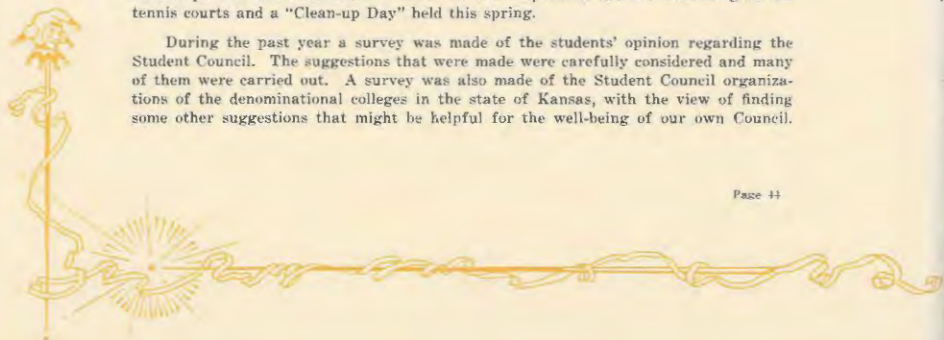 tennis courts and a “Clean-up Day” held this spring.
During the past year a survey was made of the students’ opinion regarding the
Student Council. The suggestions that were made were carefully considered and many
of them were carried out. A survey was also made of the Student Council organiza-
tions of the denominational colleges in the state of Kansas, with the view of finding
some other suggestions that might be helpful for the well-being of our own Council.
Page 44